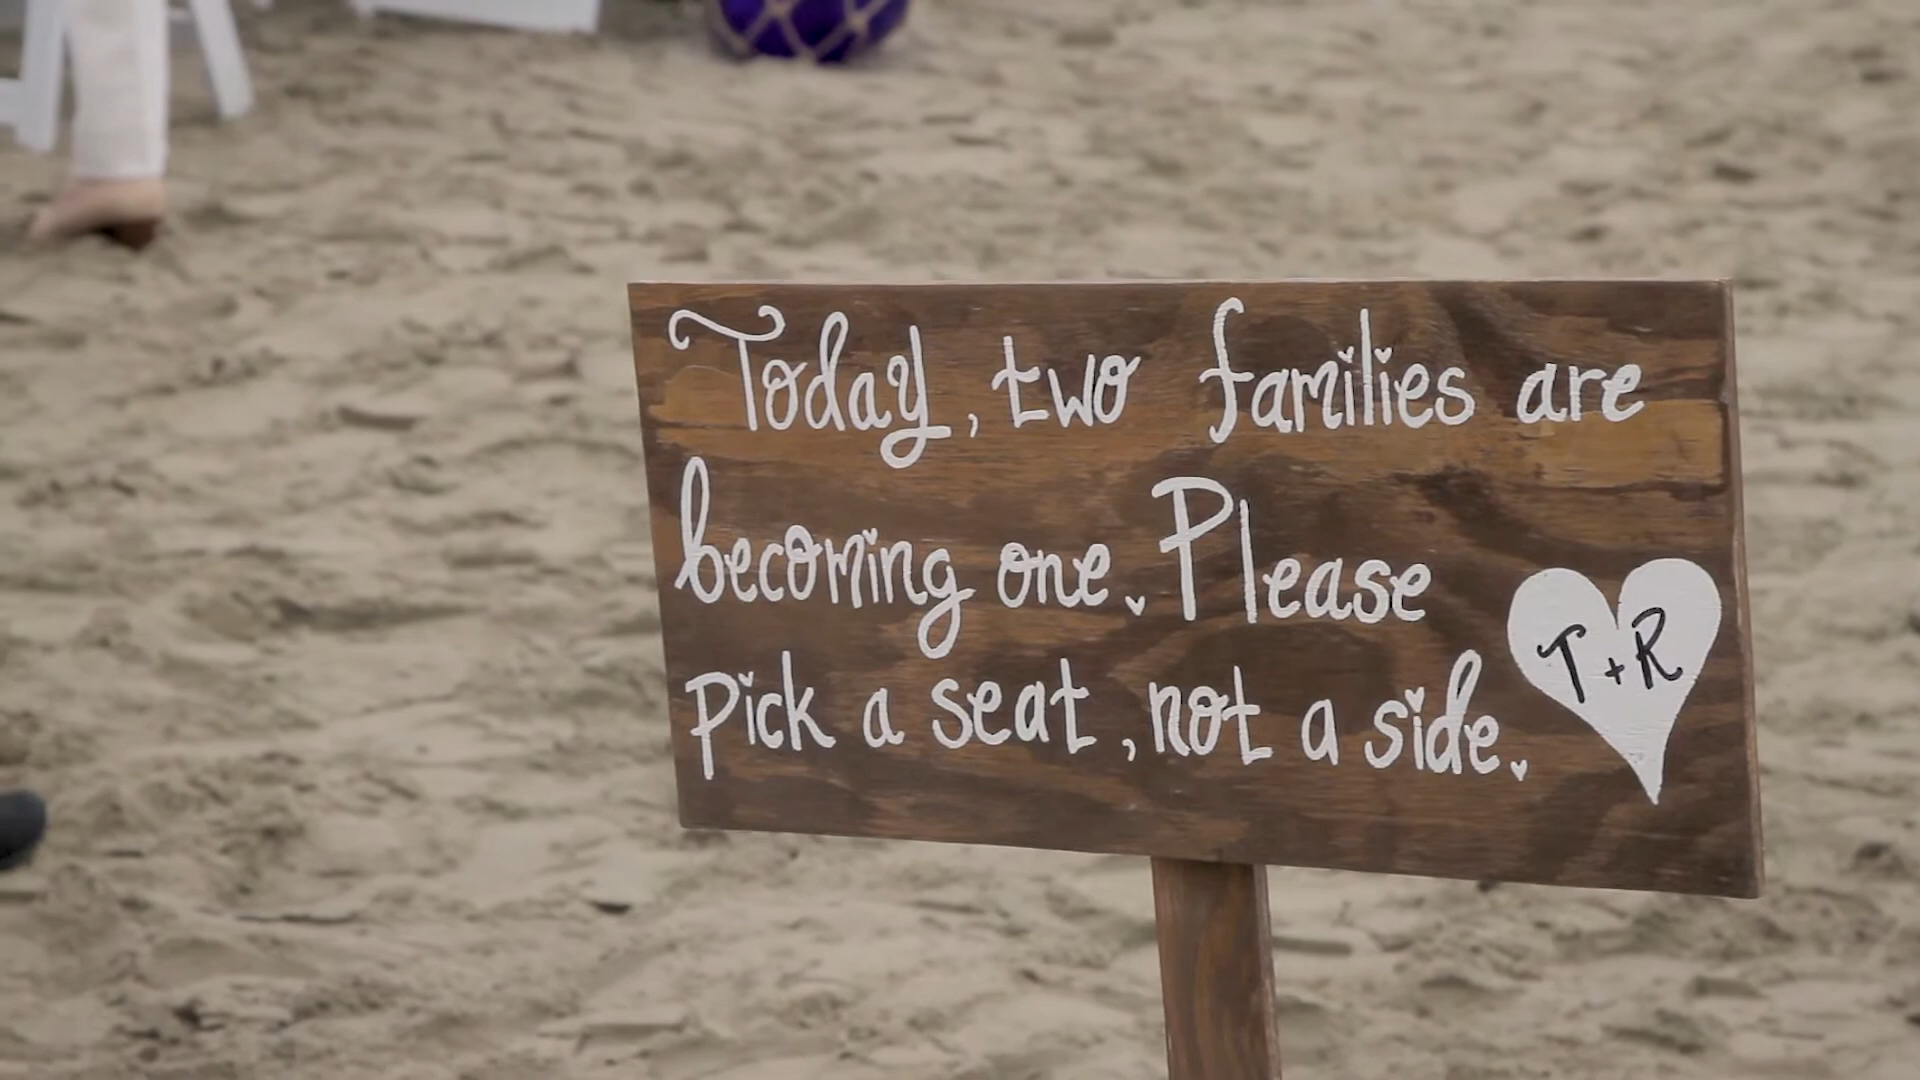 Today, two families are
becoming one. Please
pick a seat, not a side.
T+R